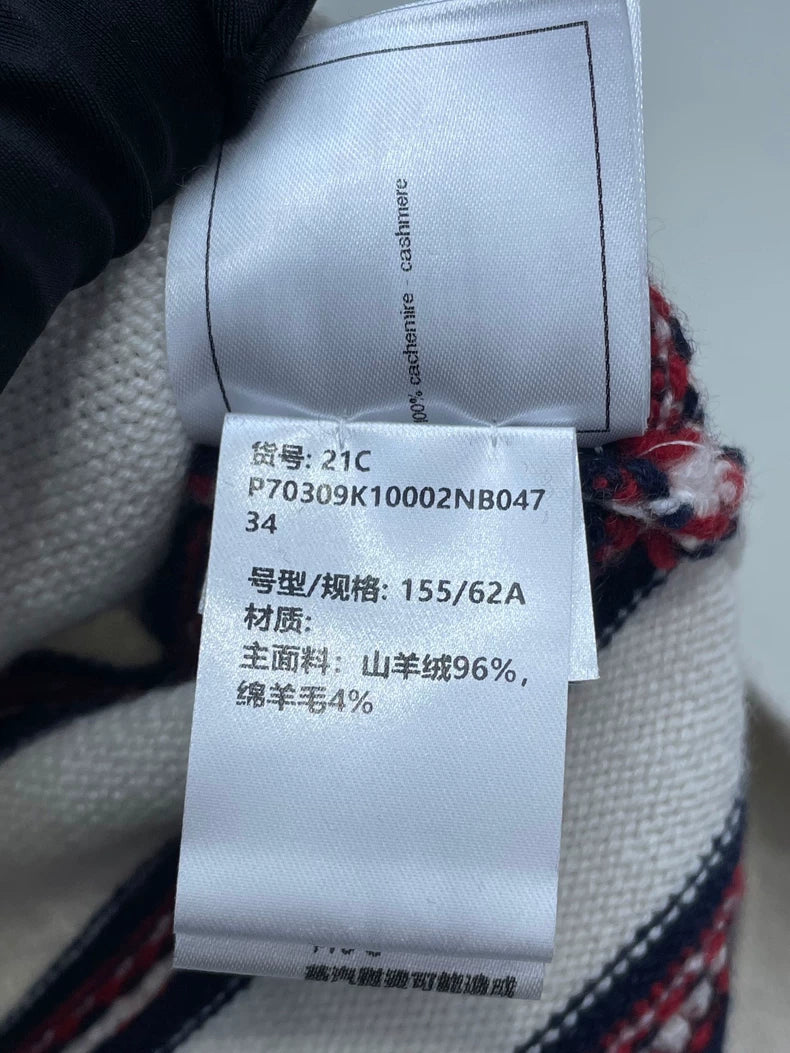 100% cachemire - cashmere
货号: 21C
P70309K10002NB047
34
号型/规格: 155/62A
材质:
主面料: 山羊绒96%,
绵羊毛4%